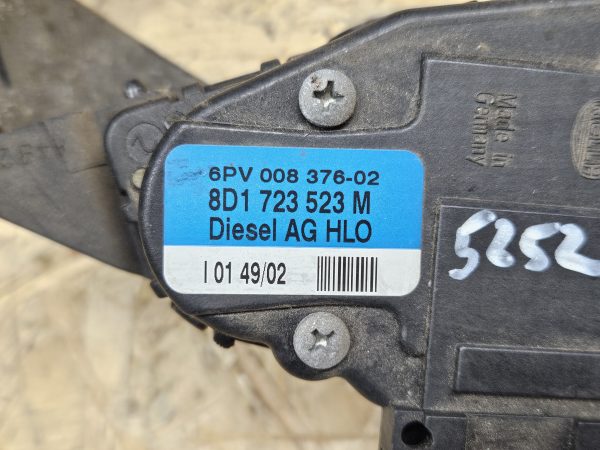 6PV 008 376-02
8D1 723 523 M
Diesel AG HLO
I 01 49/02
Made in
Germany
5252